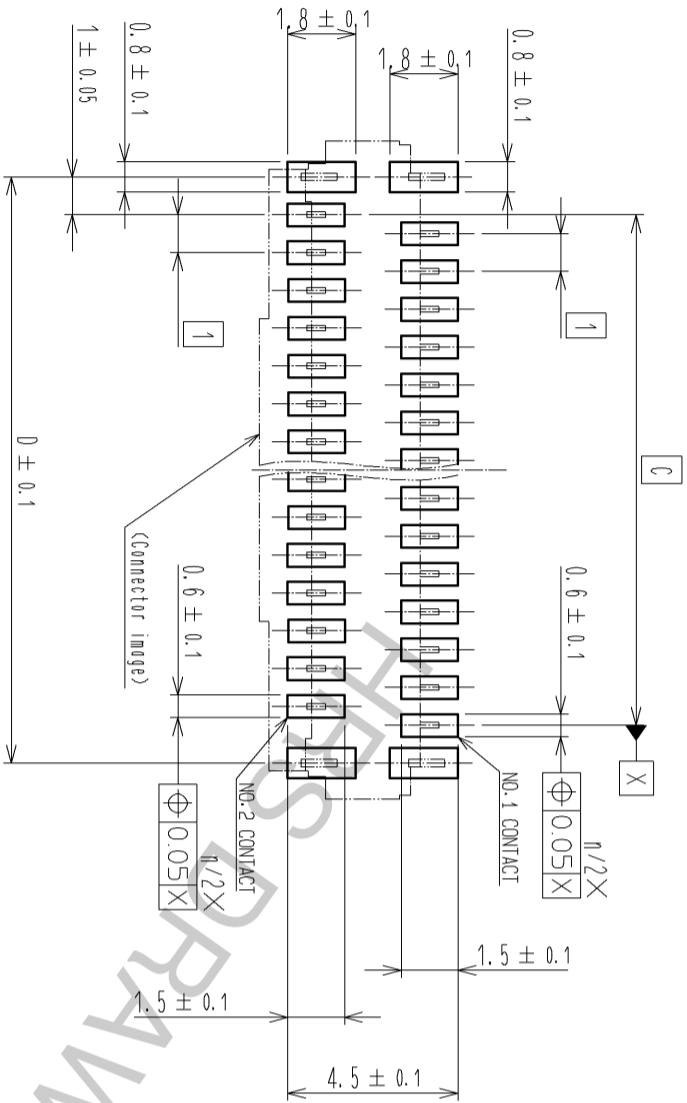 1.8 ± 0.1
1.8 ± 0.1
0.8 ± 0.1
0.8 ± 0.1
1 ± 0.05
1
1
C
D ± 0.1
(Connector image)
0.6 ± 0.1
0.6 ± 0.1
X
NO.1 CONTACT
n/2X
⌖ 0.05 X
NO.2 CONTACT
n/2X
⌖ 0.05 X
1.5 ± 0.1
1.5 ± 0.1
4.5 ± 0.1
HRS DRAW